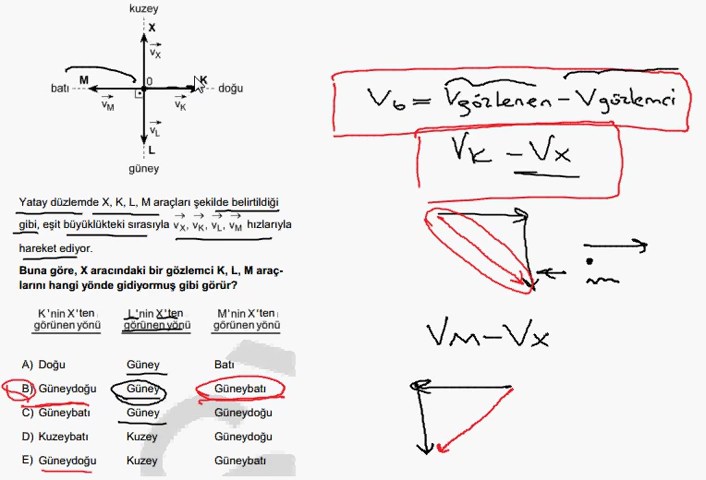 kuzey
X
vX
M
0
K
batı
doğu
vM
vK
vL
L
güney
Yatay düzlemde X, K, L, M araçları şekilde belirtildiği
gibi, eşit büyüklükteki sırasıyla vX, vK, vL, vM hızlarıyla
hareket ediyor.
Buna göre, X aracındaki bir gözlemci K, L, M araç-
larını hangi yönde gidiyormuş gibi görür?
K'nin X'ten görünen yönü
L'nin X'ten görünen yönü
M'nin X'ten görünen yönü
A) Doğu Güney Batı
B) Güneydoğu Güney Güneybatı
C) Güneybatı Güney Güneydoğu
D) Kuzeybatı Kuzey Güneydoğu
E) Güneydoğu Kuzey Güneybatı
Vb = Vgözlenen - Vgözlemci
VK - VX
VM - VX